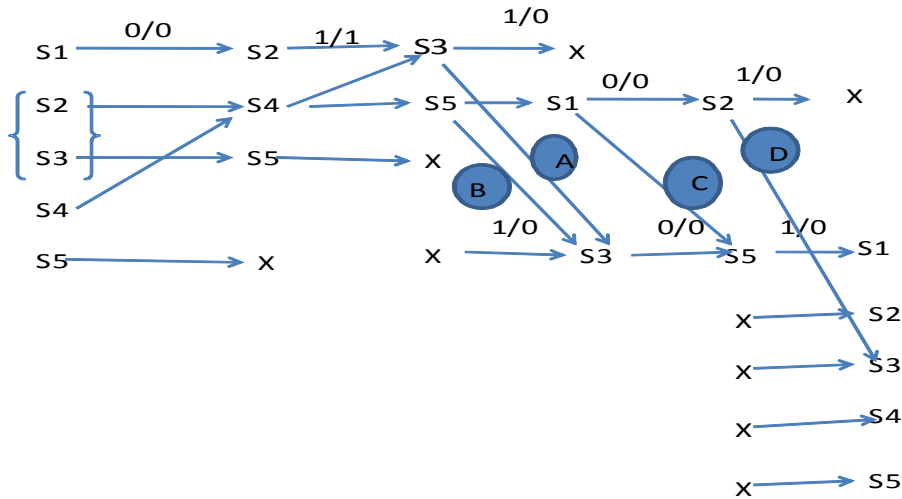 0/0 1/1 1/0
S1 S2 S3 x
0/0 1/0
S2 S4 S5 S1 S2 x
S3 S5 x A D
B C
S4
1/0 0/0 1/0
S5 x x S3 S5 S1
x S2
x S3
x S4
x S5